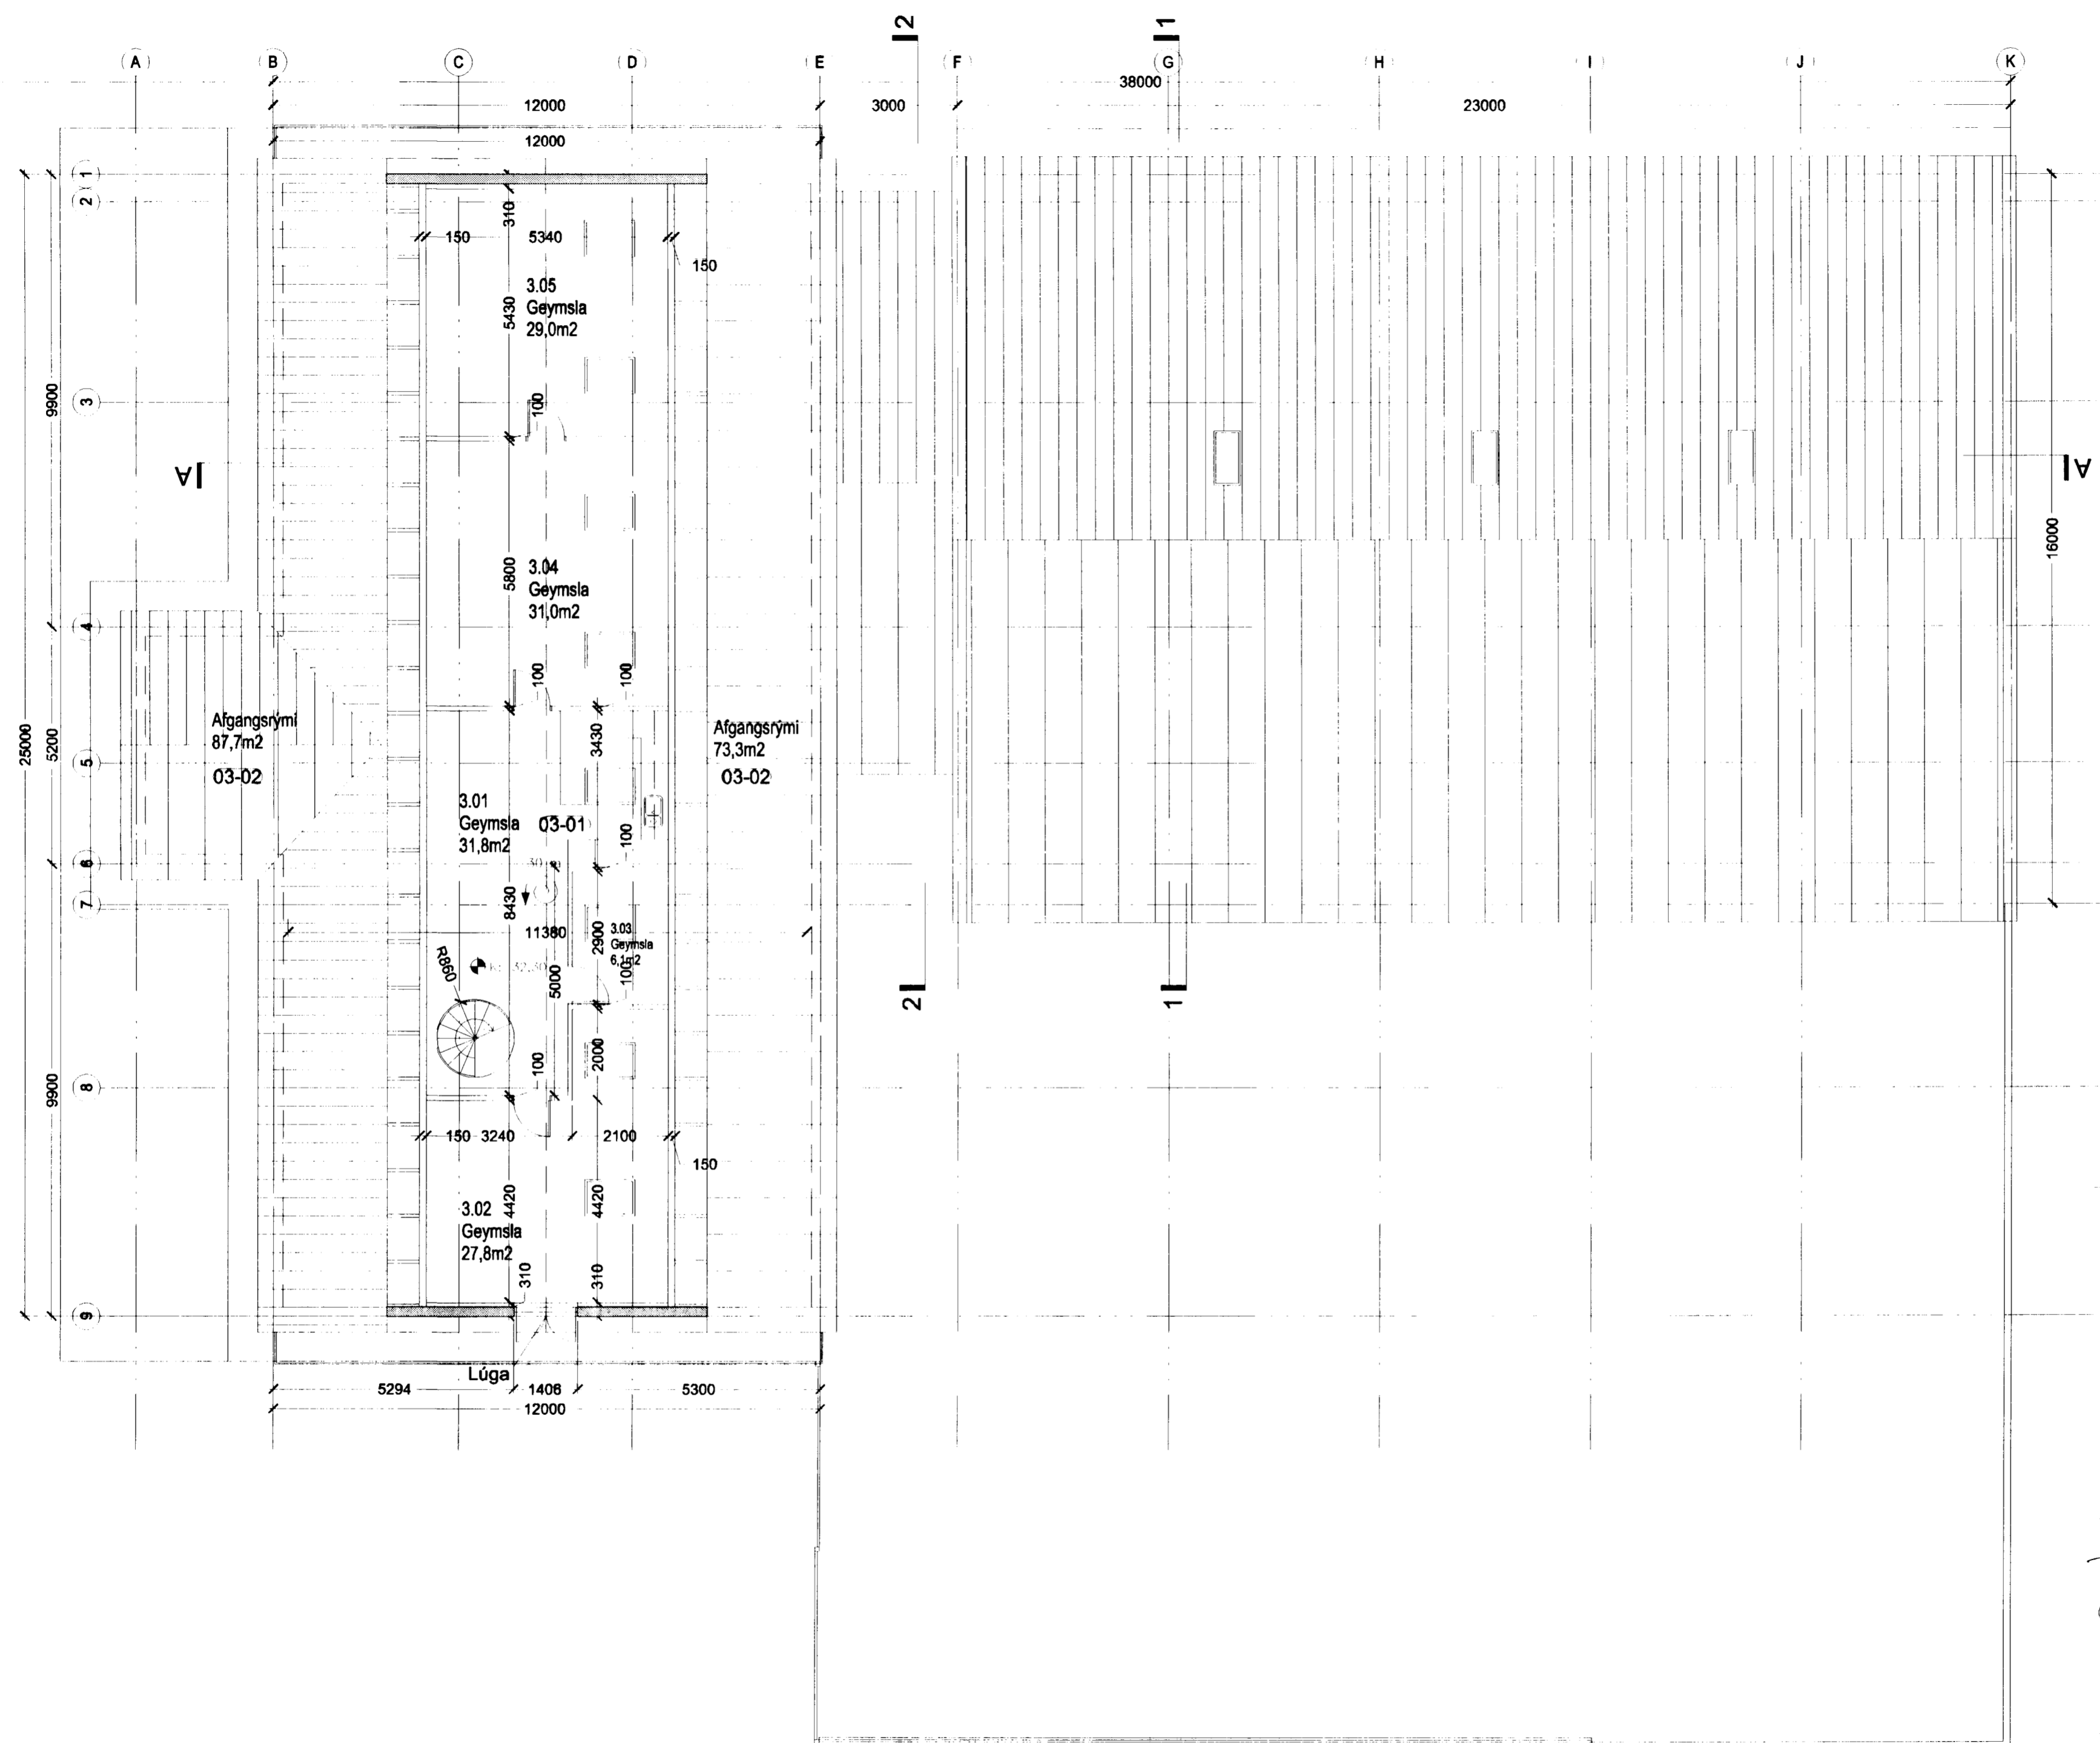 2
1
A
B
C
D
E
F
G
H
I
J
K
38000
12000
3000
23000
12000
1
2
310
150
5340
150
3.05
Geymsla
29,0m2
5430
9900
3
100
A
A
16000
5800
3.04
Geymsla
31,0m2
4
100
100
25000
5200
Afgangsrými
87,7m2
03-02
3430
Afgangsrými
73,3m2
03-02
5
3.01
Geymsla
31,8m2
03-01
100
6
30
7
8430
11380
2900
3.03
Geymsla
6,1m2
R860
5000
100
2
1
100
2000
8
9900
150
3240
2100
150
3.02
Geymsla
27,8m2
4420
4420
310
310
9
Lúga
5294
1406
5300
12000